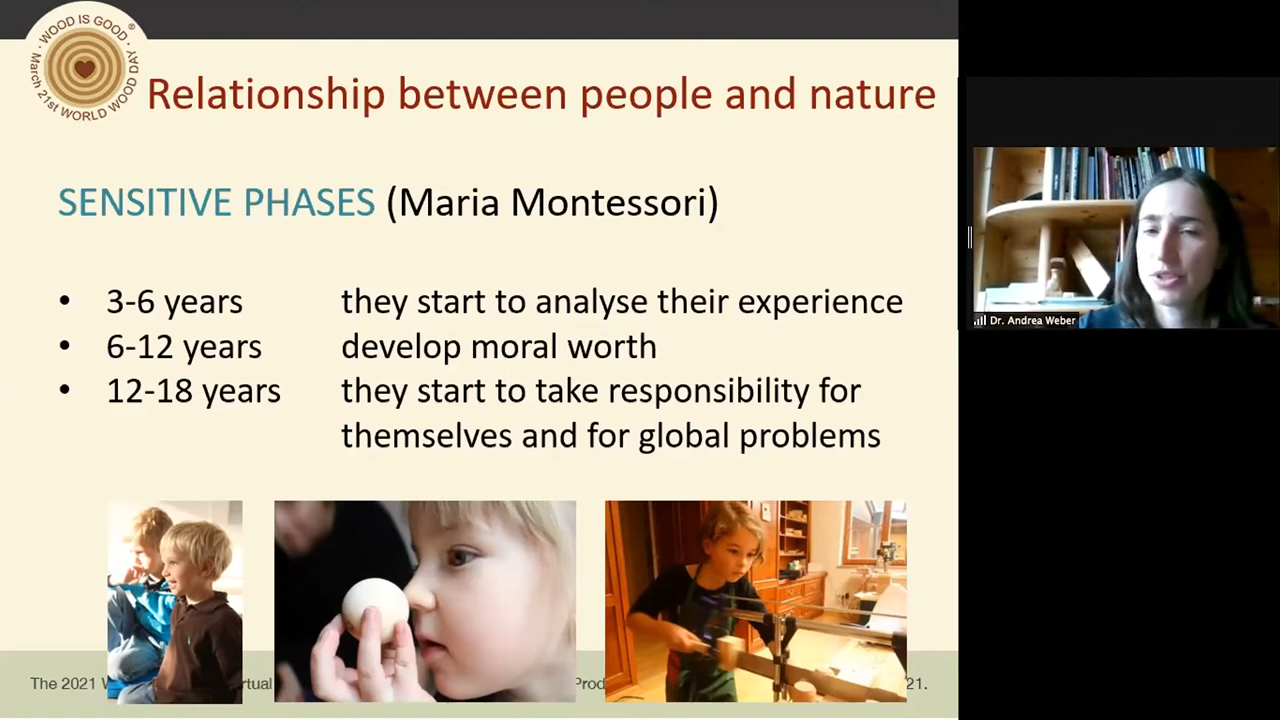 WOOD IS GOOD
®
March 21st WORLD WOOD DAY
Relationship between people and nature
SENSITIVE PHASES (Maria Montessori)
• 3-6 years they start to analyse their experience
• 6-12 years develop moral worth
• 12-18 years they start to take responsibility for
themselves and for global problems
Dr. Andrea Weber
The 2021 W rtual Prod 21.